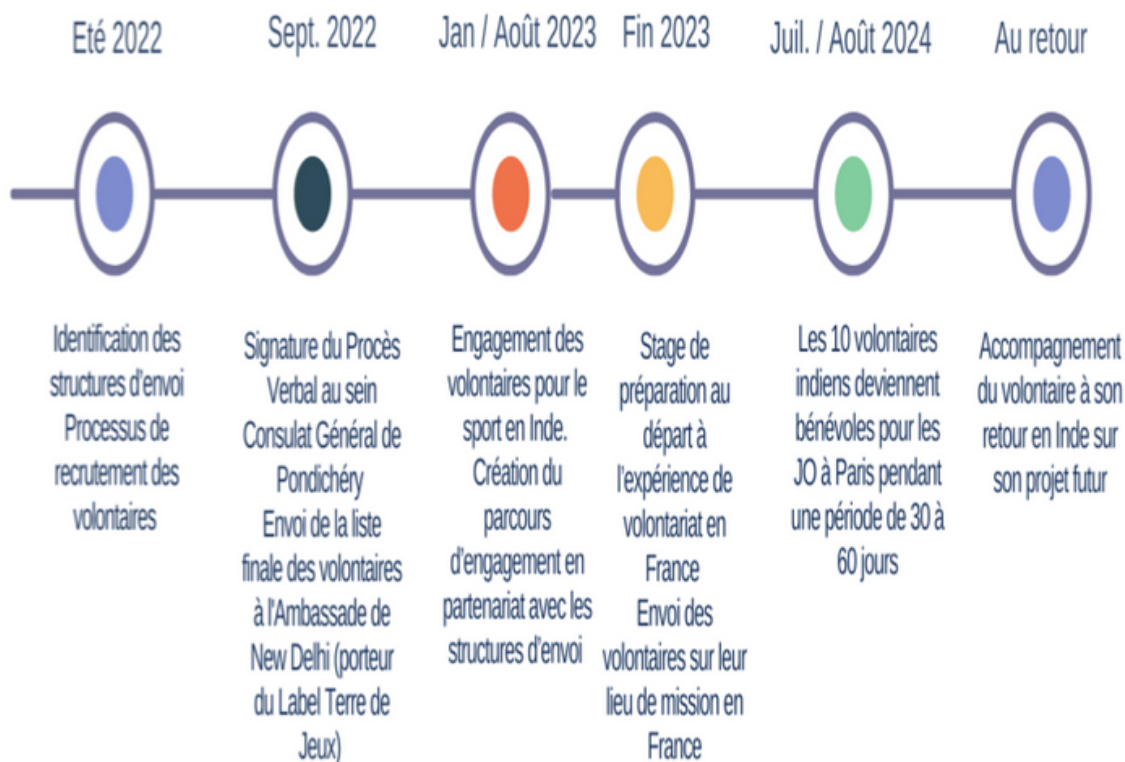 Eté 2022
Identification des
structures d'envoi
Processus de
recrutement des
volontaires
Sept. 2022
Signature du Procès
Verbal au sein
Consulat Général de
Pondichéry
Envoi de la liste
finale des volontaires
à l'Ambassade de
New Delhi (porteur
du Label Terre de
Jeux)
Jan / Août 2023
Engagement des
volontaires pour le
sport en Inde.
Création du
parcours
d'engagement en
partenariat avec les
structures d'envoi
Fin 2023
Stage de
préparation au
départ à
l'expérience de
volontariat en
France
Envoi des
volontaires sur leur
lieu de mission en
France
Juil. / Août 2024
Les 10 volontaires
indiens deviennent
bénévoles pour les
JO à Paris pendant
une période de 30 à
60 jours
Au retour
Accompagnement
du volontaire à son
retour en Inde sur
son projet futur